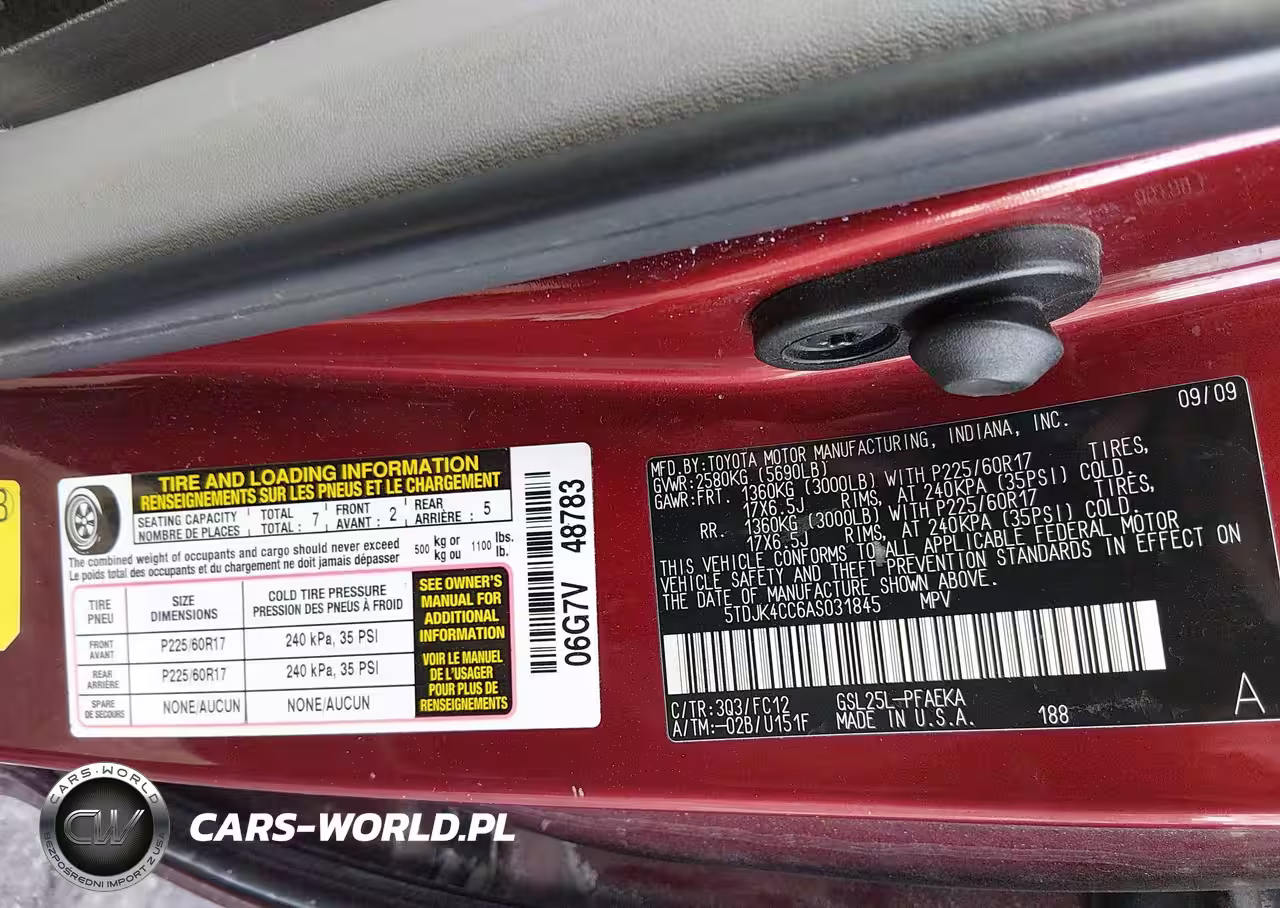 TIRE AND LOADING INFORMATION
RENSEIGNEMENTS SUR LES PNEUS ET LE CHARGEMENT
SEATING CAPACITY TOTAL FRONT REAR
NOMBRE DE PLACES TOTAL : 7 AVANT : 2 ARRIÈRE : 5
The combined weight of occupants and cargo should never exceed 500 kg or 1100 lbs.
Le poids total des occupants et du chargement ne doit jamais dépasser kg ou lb.
TIRE SIZE COLD TIRE PRESSURE
PNEU DIMENSIONS PRESSION DES PNEUS À FROID
FRONT
AVANT P225/60R17 240 kPa, 35 PSI
REAR
ARRIÈRE P225/60R17 240 kPa, 35 PSI
SPARE
DE SECOURS NONE/AUCUN NONE/AUCUN
SEE OWNER'S
MANUAL FOR
ADDITIONAL
INFORMATION
VOIR LE MANUEL
DE L'USAGER
POUR PLUS DE
RENSEIGNEMENTS
06G7V 48783
09/09
MFD.BY:TOYOTA MOTOR MANUFACTURING, INDIANA, INC.
GVWR:2580KG (5690LB)
GAWR:FRT. 1360KG (3000LB) WITH P225/60R17 TIRES,
17X6.5J RIMS, AT 240KPA (35PSI) COLD.
RR. 1360KG (3000LB) WITH P225/60R17 TIRES,
17X6.5J RIMS, AT 240KPA (35PSI) COLD.
THIS VEHICLE CONFORMS TO ALL APPLICABLE FEDERAL MOTOR
VEHICLE SAFETY AND THEFT PREVENTION STANDARDS IN EFFECT ON
THE DATE OF MANUFACTURE SHOWN ABOVE.
5TDJK4CC6AS031845 MPV
C/TR:3Q3/FC12 GSL25L-PFAEKA
A/TM:-02B/U151F MADE IN U.S.A. 188
A
CARS-WORLD
CW
BEZPOŚREDNI IMPORT Z USA
CARS-WORLD.PL